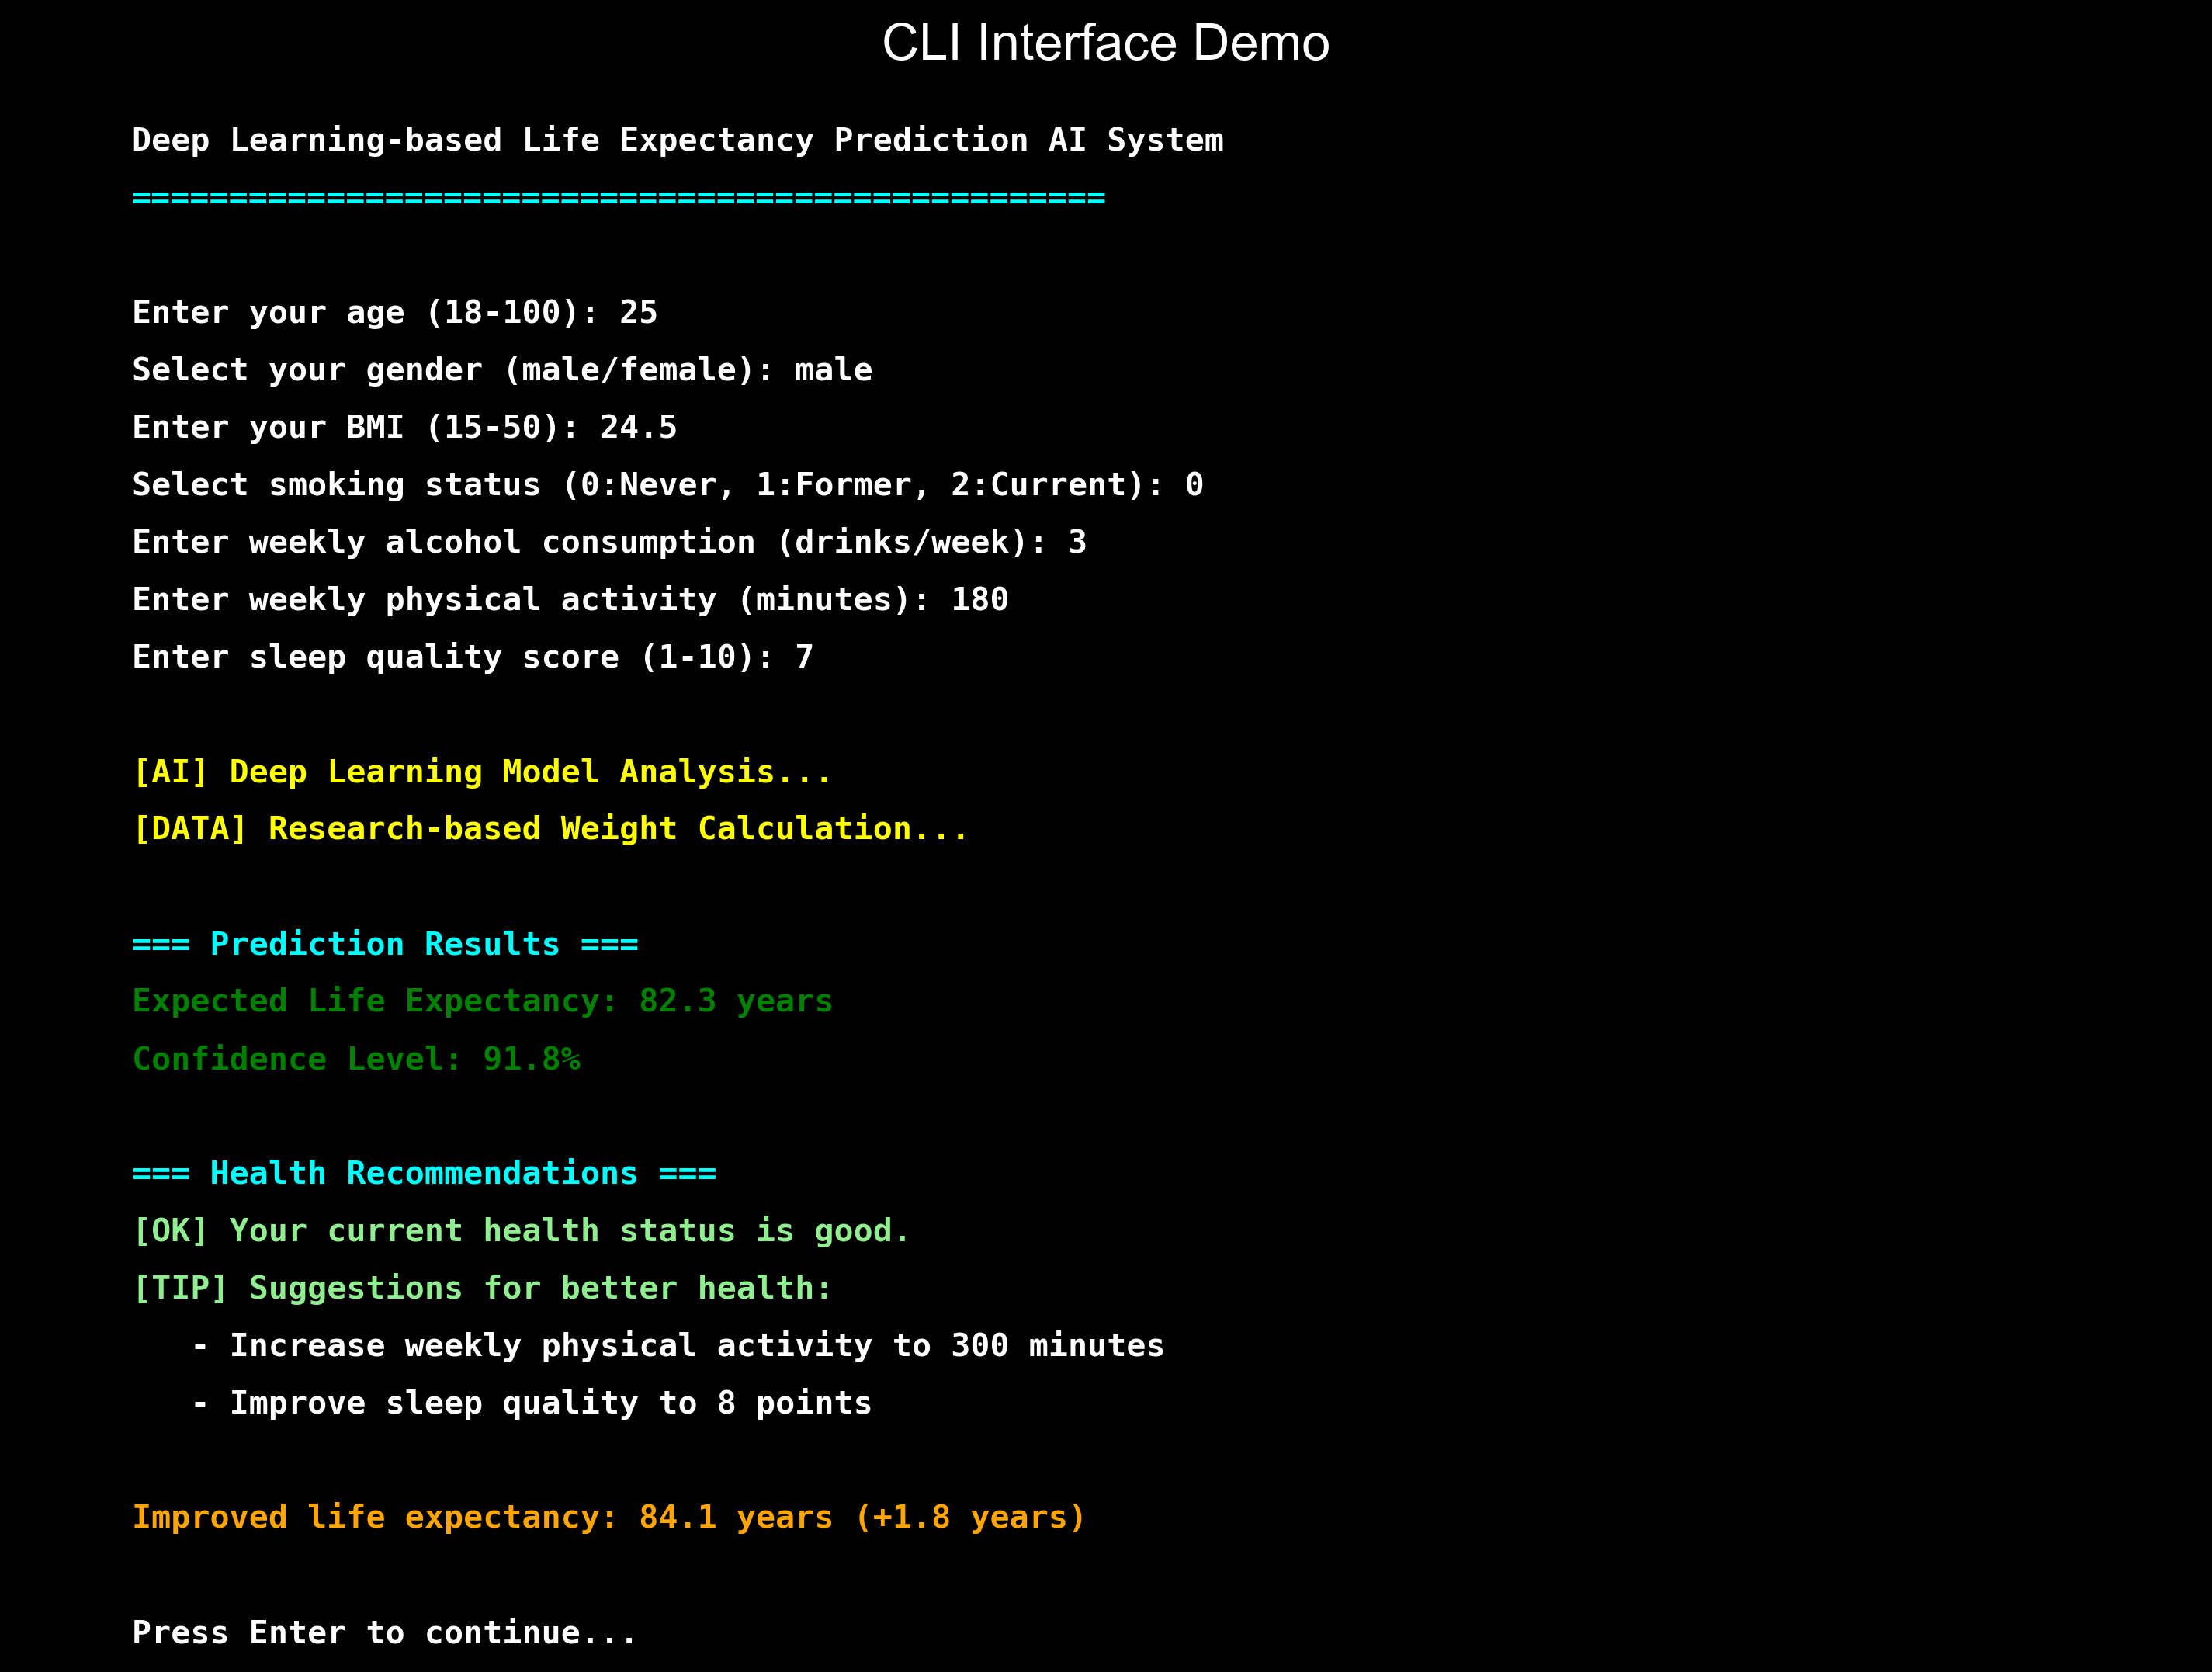 CLI Interface Demo
Deep Learning-based Life Expectancy Prediction AI System
==================================================
Enter your age (18-100): 25
Select your gender (male/female): male
Enter your BMI (15-50): 24.5
Select smoking status (0:Never, 1:Former, 2:Current): 0
Enter weekly alcohol consumption (drinks/week): 3
Enter weekly physical activity (minutes): 180
Enter sleep quality score (1-10): 7
[AI] Deep Learning Model Analysis...
[DATA] Research-based Weight Calculation...
=== Prediction Results ===
Expected Life Expectancy: 82.3 years
Confidence Level: 91.8%
=== Health Recommendations ===
[OK] Your current health status is good.
[TIP] Suggestions for better health:
   - Increase weekly physical activity to 300 minutes
   - Improve sleep quality to 8 points
Improved life expectancy: 84.1 years (+1.8 years)
Press Enter to continue...